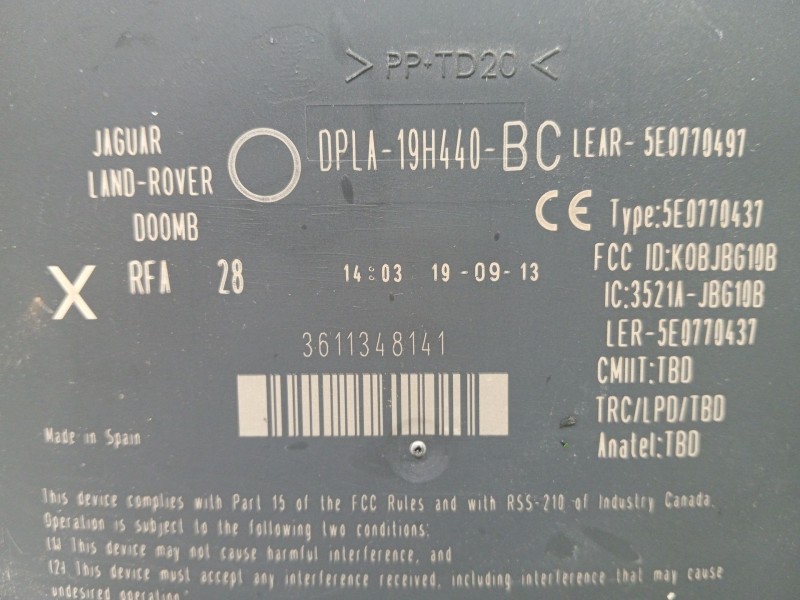 > PP-TD20 <
JAGUAR
LAND-ROVER
DOOMB
DPLA-19H440-BC LEAR-5E0770497
CE Type:5E0770437
FCC ID:KOBJBG10B
IC:3521A-JBG10B
LER-5E0770437
CMIIT:TBD
TRC/LPD/TBD
Anatel:TBD
X RFA 28 14:03 19-09-13
3611348141
Made in Spain
This device complies with Part 15 of the FCC Rules and with RSS-210 of Industry Canada.
Operation is subject to the following two conditions:
(1) This device may not cause harmful interference, and
(2) This device must accept any interference received, including interference that may cause
undesired operation.